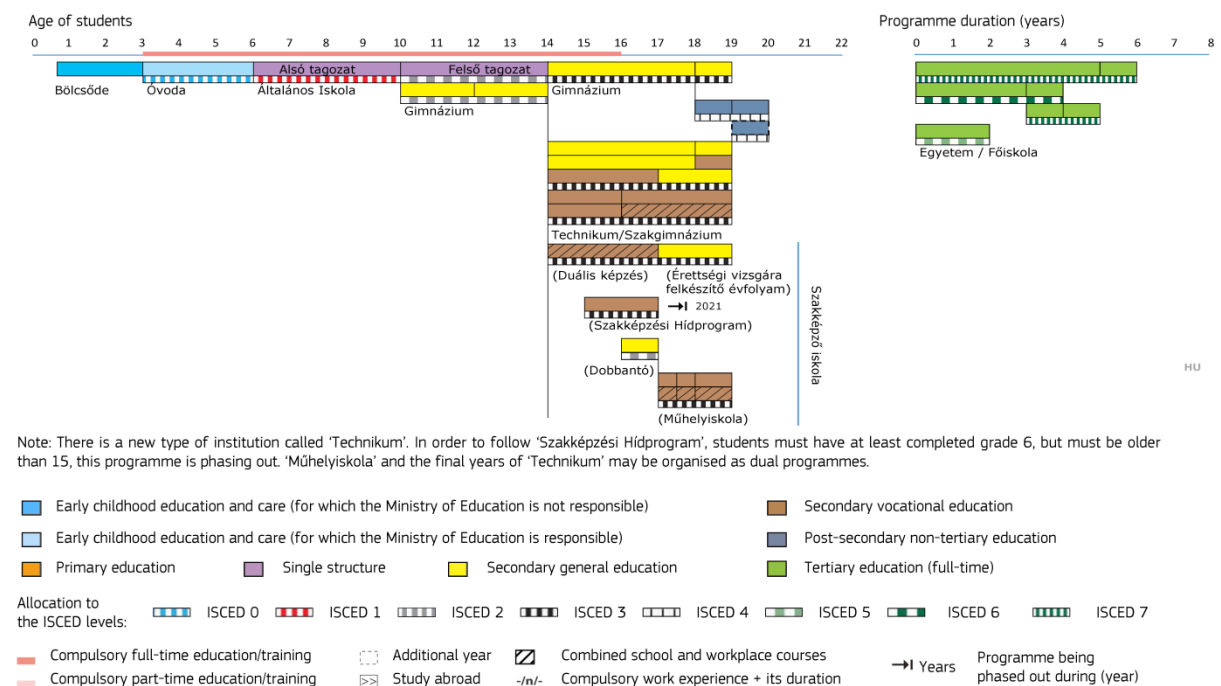 Age of students
Programme duration (years)
0 1 2 3 4 5 6 7 8 9 10 11 12 13 14 15 16 17 18 19 20 21 22
0 1 2 3 4 5 6 7 8
Alsó tagozat
Felső tagozat
Bölcsőde
Óvoda
Általános Iskola
Gimnázium
Gimnázium
Egyetem / Főiskola
Technikum/Szakgimnázium
(Duális képzés)
(Érettségi vizsgára
felkészítő évfolyam)
2021
(Szakképzési Hídprogram)
(Dobbantó)
(Műhelyiskola)
Szakképző iskola
HU
Note: There is a new type of institution called ‘Technikum’. In order to follow ‘Szakképzési Hídprogram’, students must have at least completed grade 6, but must be older
than 15, this programme is phasing out. ‘Műhelyiskola’ and the final years of ‘Technikum’ may be organised as dual programmes.
Early childhood education and care (for which the Ministry of Education is not responsible)
Secondary vocational education
Early childhood education and care (for which the Ministry of Education is responsible)
Post-secondary non-tertiary education
Primary education
Single structure
Secondary general education
Tertiary education (full-time)
Allocation to
the ISCED levels:
ISCED 0
ISCED 1
ISCED 2
ISCED 3
ISCED 4
ISCED 5
ISCED 6
ISCED 7
Compulsory full-time education/training
Additional year
Combined school and workplace courses
Years
Programme being
phased out during (year)
Compulsory part-time education/training
>> Study abroad
-/n/- Compulsory work experience + its duration